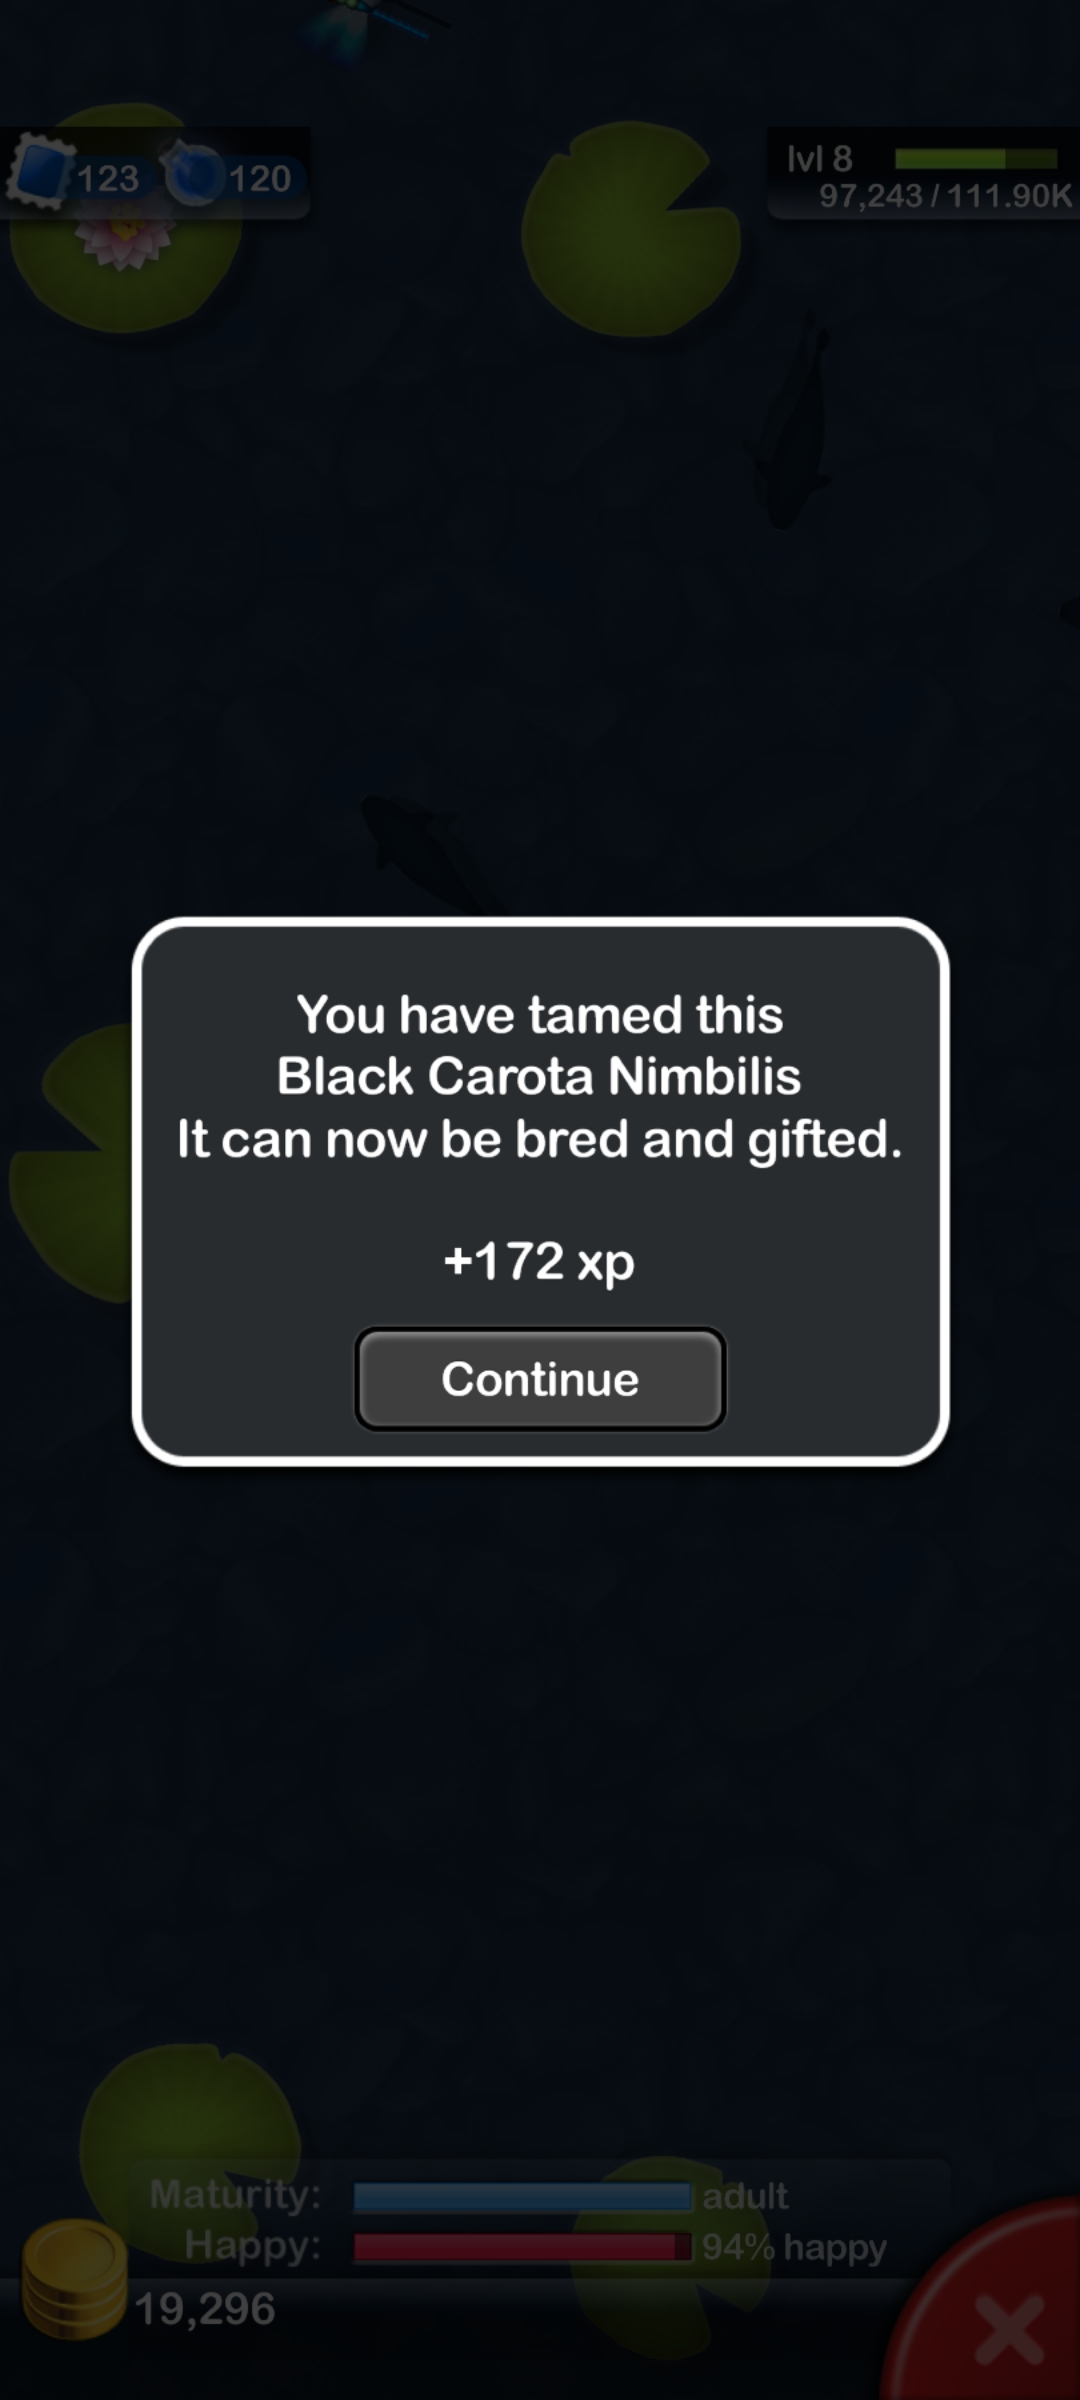 123
120
lvl 8
97,243 / 111.90K
You have tamed this
Black Carota Nimbilis
It can now be bred and gifted.
+172 xp
Continue
Maturity: adult
Happy: 94% happy
19,296